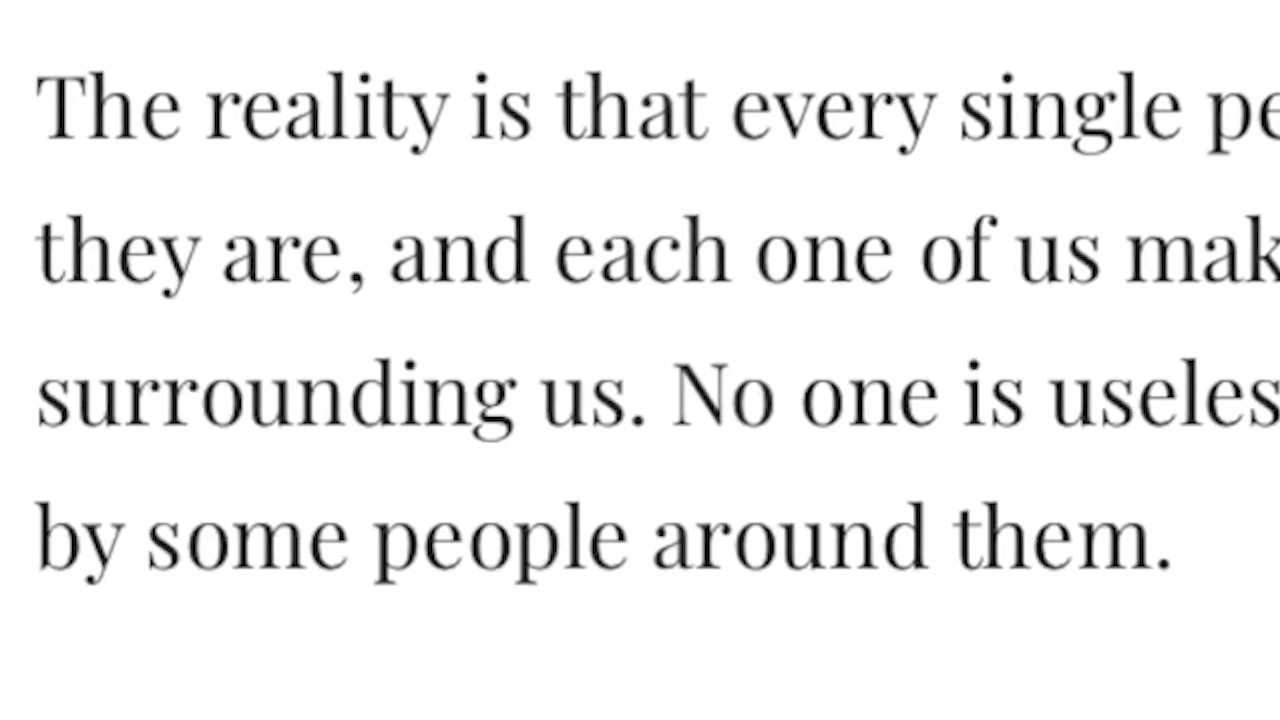 The reality is that every single pe
they are, and each one of us mak
surrounding us. No one is useles
by some people around them.